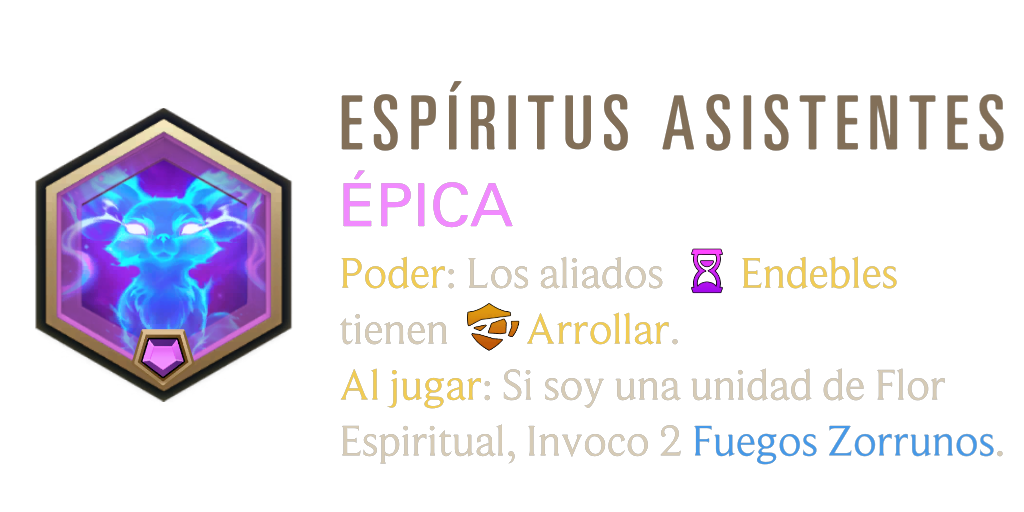 ESPÍRITUS ASISTENTES
ÉPICA
Poder: Los aliados Endebles
tienen Arrollar.
Al jugar: Si soy una unidad de Flor
Espiritual, Invoco 2 Fuegos Zorrunos.